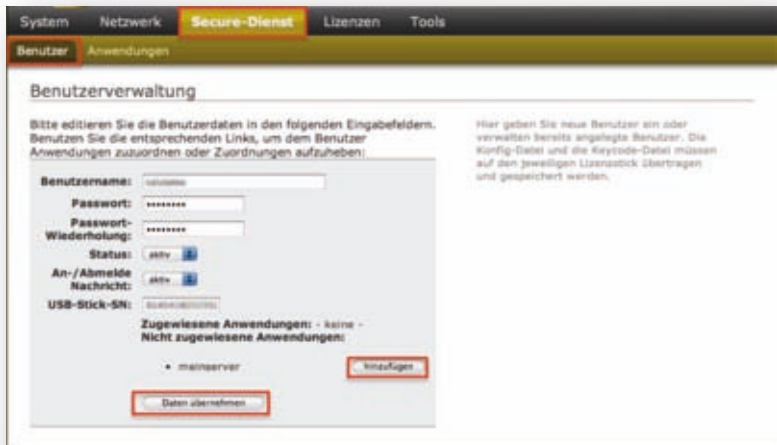 System Netzwerk Secure-Dienst Lizenzen Tools
Benutzer Anwendungen
Benutzerverwaltung
Bitte editieren Sie die Benutzerdaten in den folgenden Eingabefeldern.
Benutzen Sie die entsprechenden Links, um dem Benutzer
Anwendungen zuzuordnen oder Zuordnungen aufzuheben:
Hier geben Sie neue Benutzer ein oder
verwalten bereits angelegte Benutzer. Die
Konfig-Datei und die Keycode-Datei müssen
auf den jeweiligen Lizenzstick übertragen
und gespeichert werden.
Benutzername:
Passwort: ••••••••
Passwort-
Wiederholung: ••••••••
Status: aktiv
An-/Abmelde
Nachricht: aktiv
USB-Stick-SN:
Zugewiesene Anwendungen: - keine -
Nicht zugewiesene Anwendungen:
• mainserver hinzufügen
Daten übernehmen